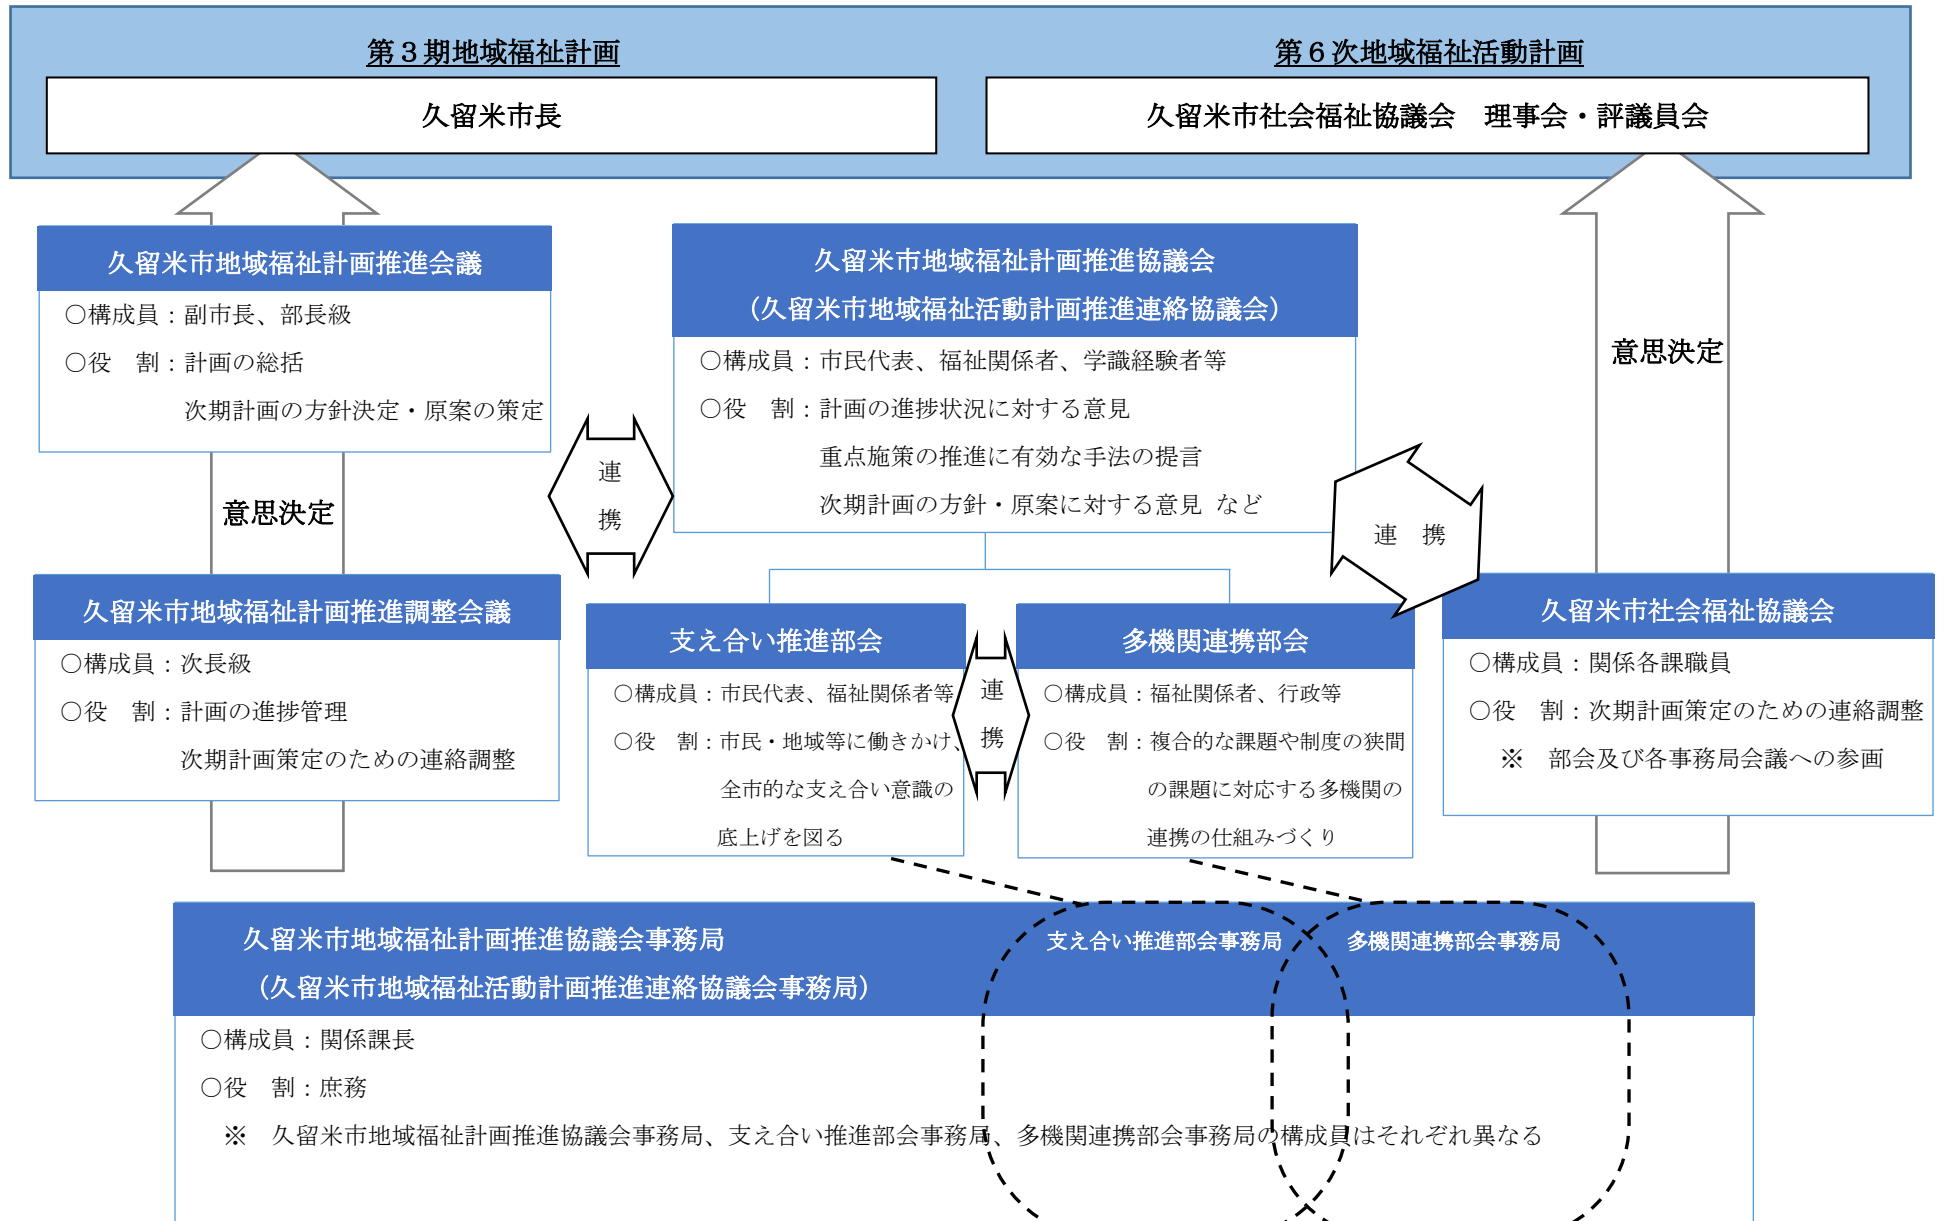 第３期地域福祉計画
久留米市長
第６次地域福祉活動計画
久留米市社会福祉協議会　理事会・評議員会
久留米市地域福祉計画推進会議
○構成員：副市長、部長級
○役　割：計画の総括
次期計画の方針決定・原案の策定
意思決定
久留米市地域福祉計画推進調整会議
○構成員：次長級
○役　割：計画の進捗管理
次期計画策定のための連絡調整
連
携
久留米市地域福祉計画推進協議会
（久留米市地域福祉活動計画推進連絡協議会）
○構成員：市民代表、福祉関係者、学識経験者等
○役　割：計画の進捗状況に対する意見
重点施策の推進に有効な手法の提言
次期計画の方針・原案に対する意見 など
連　携
意思決定
支え合い推進部会
○構成員：市民代表、福祉関係者等
○役　割：市民・地域等に働きかけ、
全市的な支え合い意識の
底上げを図る
連
携
多機関連携部会
○構成員：福祉関係者、行政等
○役　割：複合的な課題や制度の狭間
の課題に対応する多機関の
連携の仕組みづくり
久留米市社会福祉協議会
○構成員：関係各課職員
○役　割：次期計画策定のための連絡調整
※　部会及び各事務局会議への参画
久留米市地域福祉計画推進協議会事務局
（久留米市地域福祉活動計画推進連絡協議会事務局）
支え合い推進部会事務局
多機関連携部会事務局
○構成員：関係課長
○役　割：庶務
※　久留米市地域福祉計画推進協議会事務局、支え合い推進部会事務局、多機関連携部会事務局の構成員はそれぞれ異なる